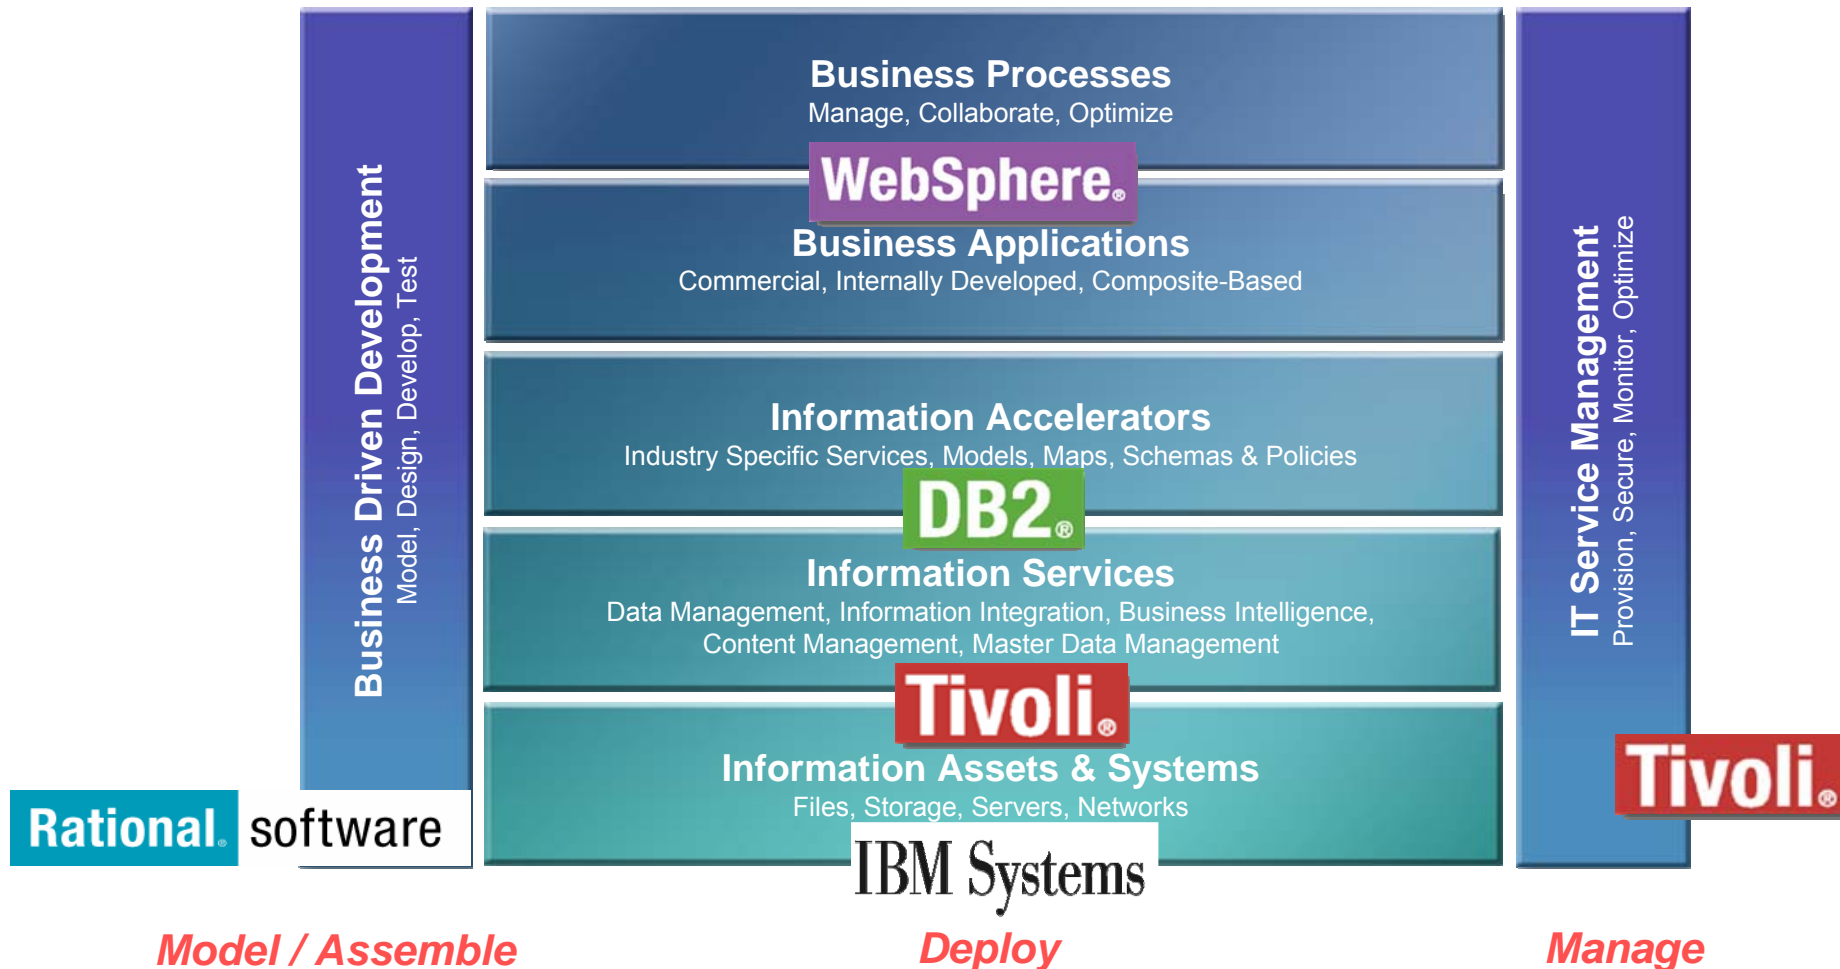 Business Driven Development
Model, Design, Develop, Test
Business Processes
Manage, Collaborate, Optimize
WebSphere®
Business Applications
Commercial, Internally Developed, Composite-Based
Information Accelerators
Industry Specific Services, Models, Maps, Schemas & Policies
DB2®
Information Services
Data Management, Information Integration, Business Intelligence,
Content Management, Master Data Management
Tivoli®
Information Assets & Systems
Files, Storage, Servers, Networks
IBM Systems
IT Service Management
Provision, Secure, Monitor, Optimize
Tivoli®
Rational® software
Model / Assemble
Deploy
Manage